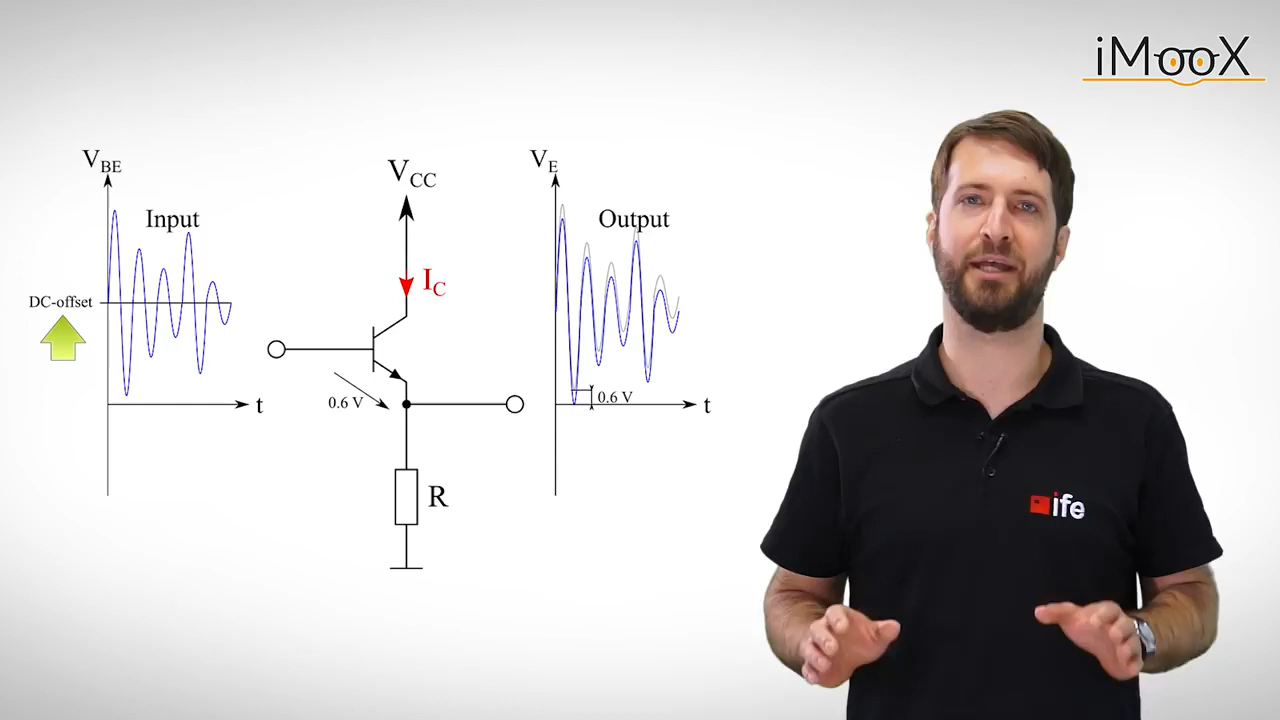 iMooX
V_BE
Input
DC-offset
t
V_CC
I_C
0.6 V
R
V_E
Output
0.6 V
t
ife